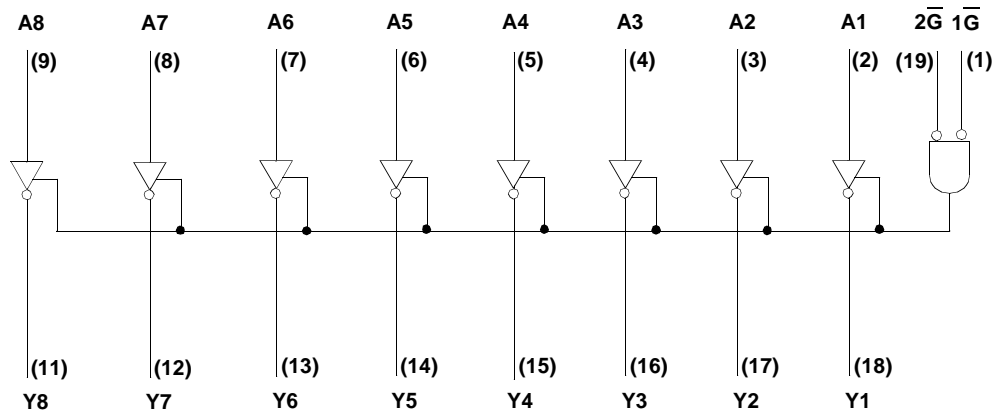 A8 A7 A6 A5 A4 A3 A2 A1 2G̅ 1G̅
(9) (8) (7) (6) (5) (4) (3) (2) (19) (1)
(11) (12) (13) (14) (15) (16) (17) (18)
Y8 Y7 Y6 Y5 Y4 Y3 Y2 Y1